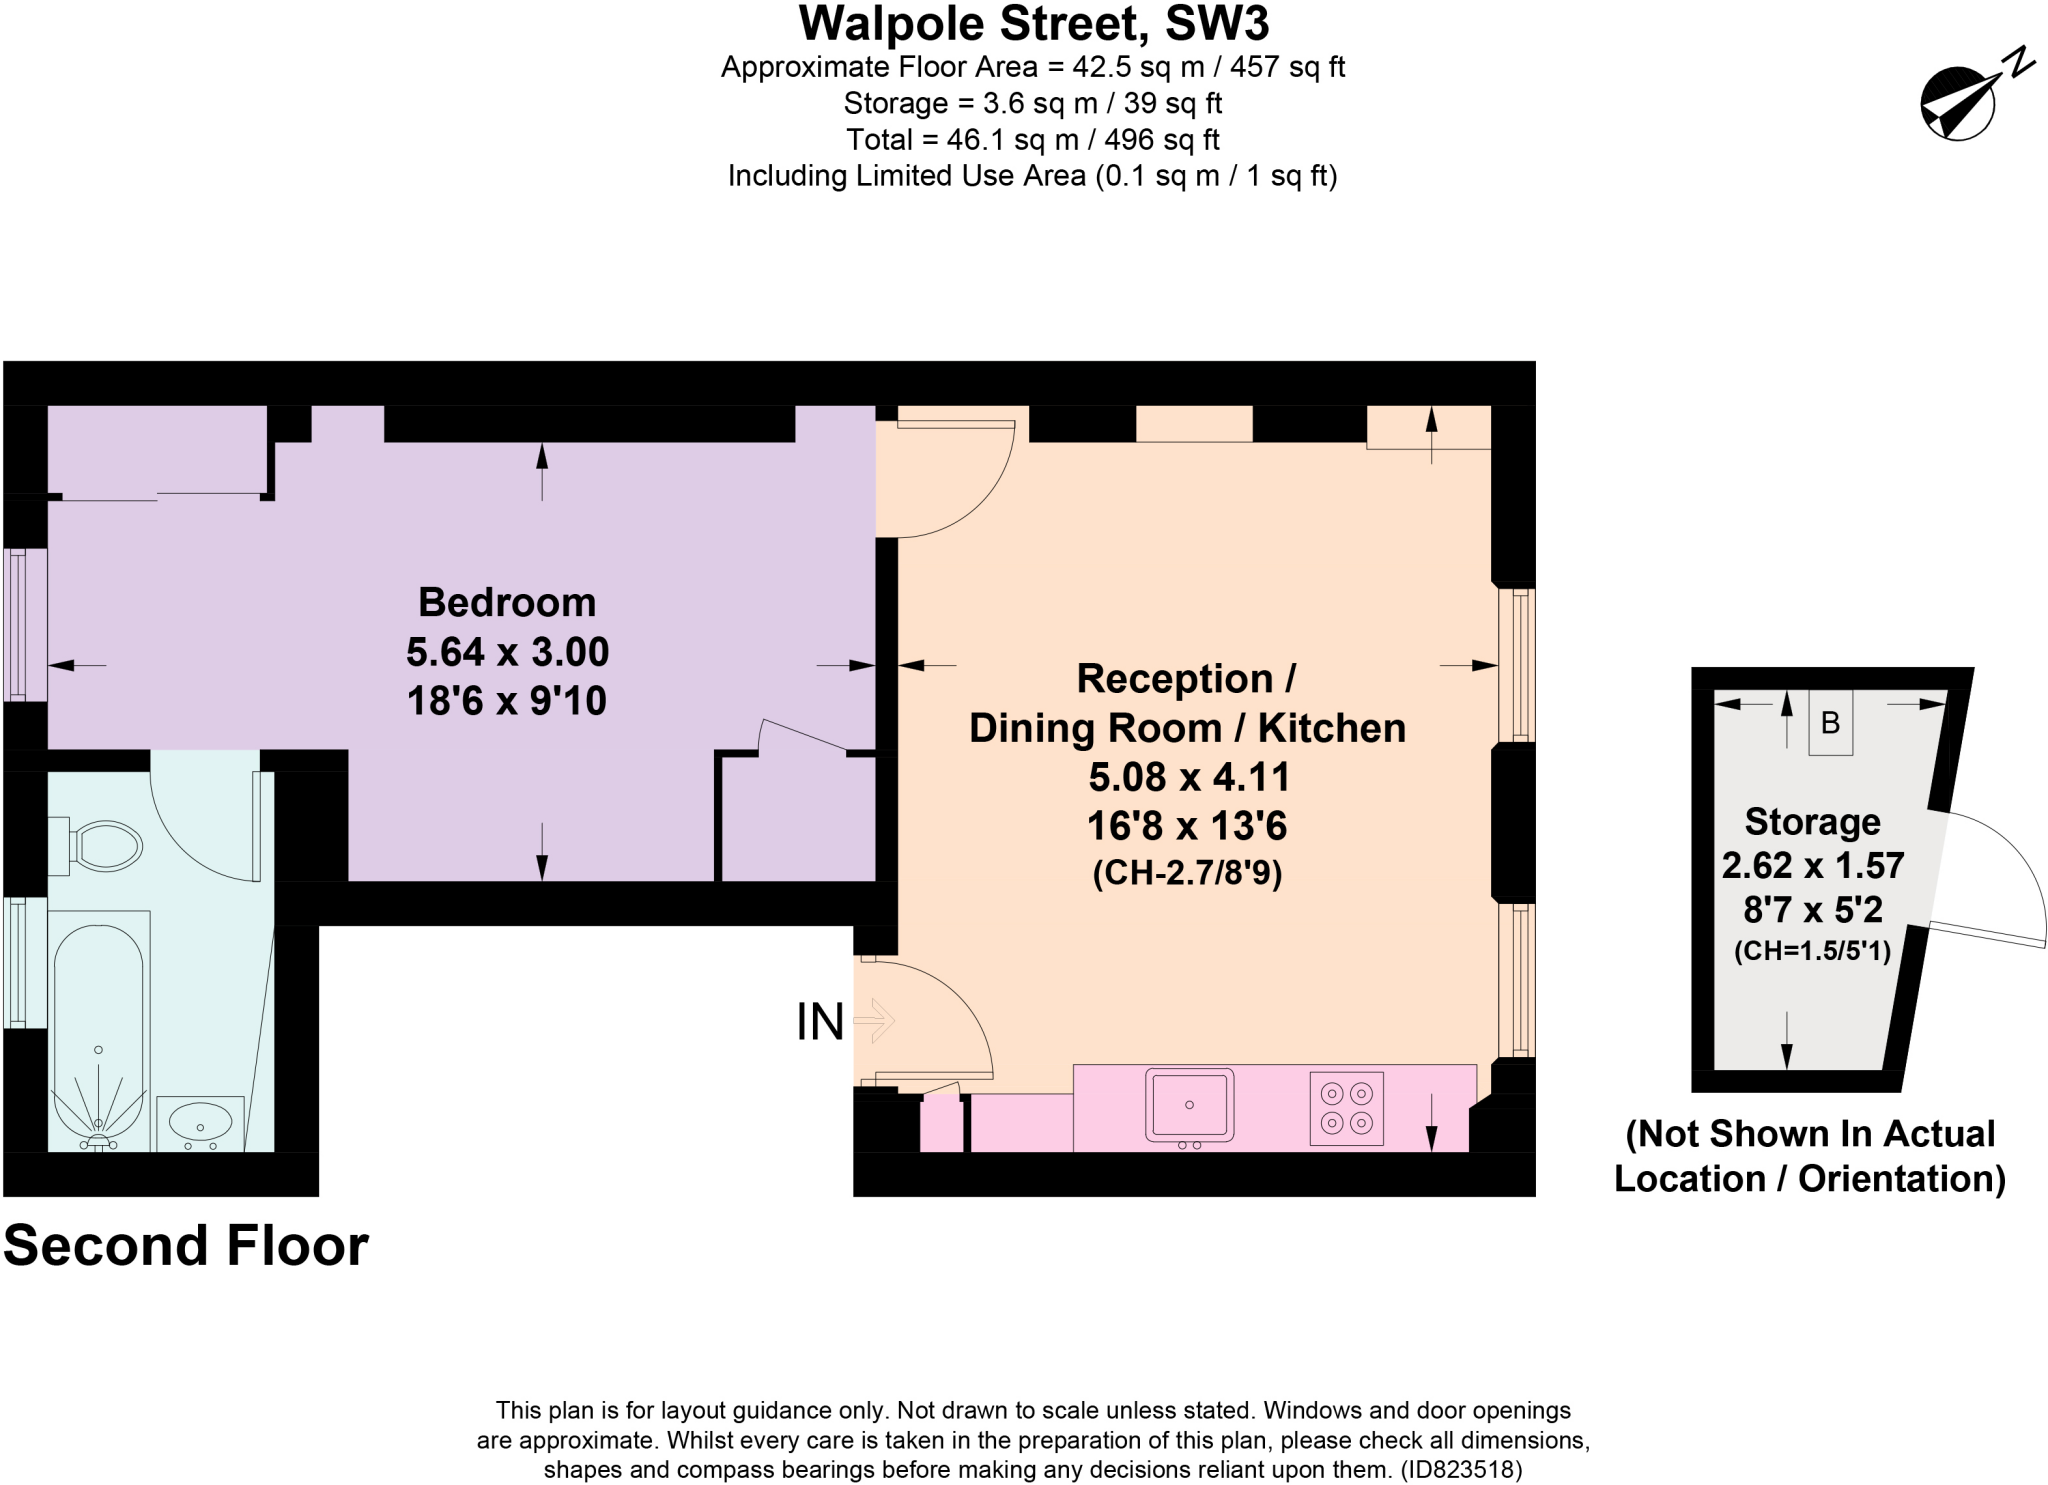 Walpole Street, SW3
Approximate Floor Area = 42.5 sq m / 457 sq ft
Storage = 3.6 sq m / 39 sq ft
Total = 46.1 sq m / 496 sq ft
Including Limited Use Area (0.1 sq m / 1 sq ft)
N
Bedroom
5.64 x 3.00
18'6 x 9'10
Reception /
Dining Room / Kitchen
5.08 x 4.11
16'8 x 13'6
(CH-2.7/8'9)
IN
B
Storage
2.62 x 1.57
8'7 x 5'2
(CH=1.5/5'1)
(Not Shown In Actual
Location / Orientation)
Second Floor
This plan is for layout guidance only. Not drawn to scale unless stated. Windows and door openings
are approximate. Whilst every care is taken in the preparation of this plan, please check all dimensions,
shapes and compass bearings before making any decisions reliant upon them. (ID823518)